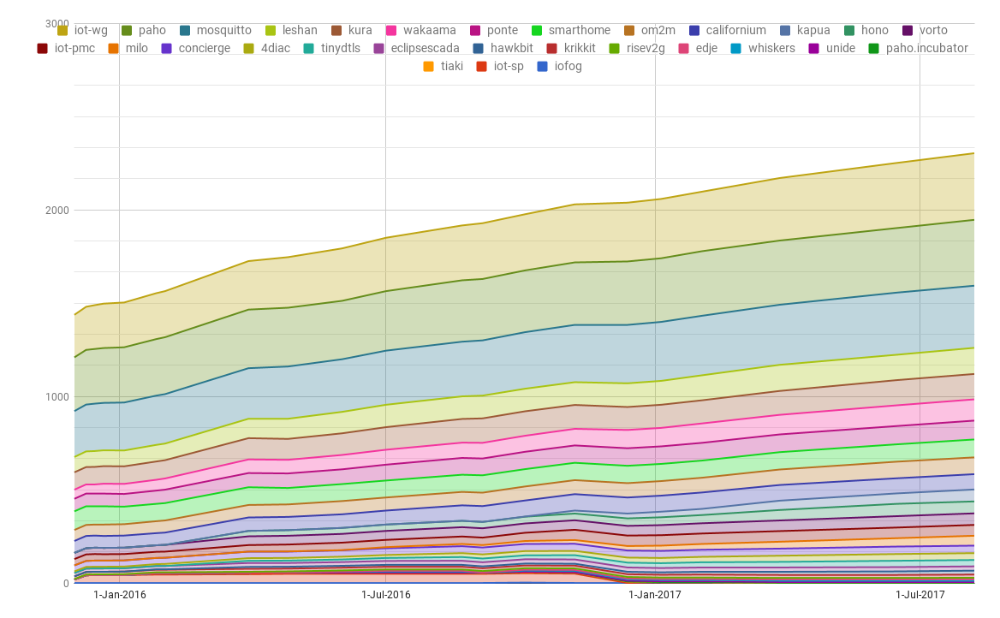 3000
iot-wg paho mosquitto leshan kura wakaama ponte smarthome om2m californium kapua hono vorto
iot-pmc milo concierge 4diac tinydtls eclipsescada hawkbit krikkit risev2g edje whiskers unide paho.incubator
tiaki iot-sp iofog
2000
1000
0
1-Jan-2016 1-Jul-2016 1-Jan-2017 1-Jul-2017